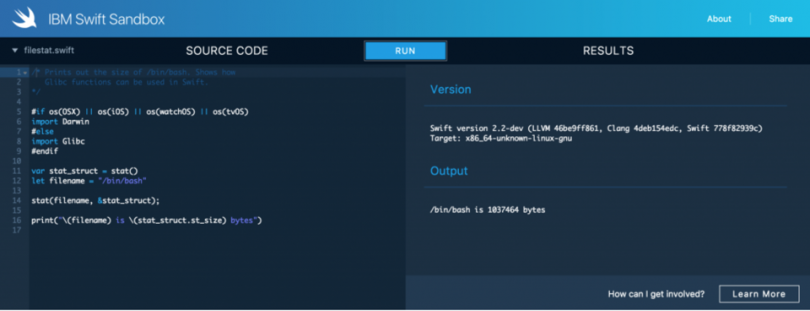 IBM Swift Sandbox
About
Share
filestat.swift
SOURCE CODE
RUN
RESULTS
1 /* Prints out the size of /bin/bash. Shows how
2 Glibc functions can be used in Swift.
3 */
4
5 #if os(OSX) || os(iOS) || os(watchOS) || os(tvOS)
6 import Darwin
7 #else
8 import Glibc
9 #endif
10
11 var stat_struct = stat()
12 let filename = "/bin/bash"
13
14 stat(filename, &stat_struct);
15
16 print("\(filename) is \(stat_struct.st_size) bytes")
17
Version
Swift version 2.2-dev (LLVM 46be9ff861, Clang 4deb154edc, Swift 778f82939c)
Target: x86_64-unknown-linux-gnu
Output
/bin/bash is 1037464 bytes
How can I get involved?
Learn More